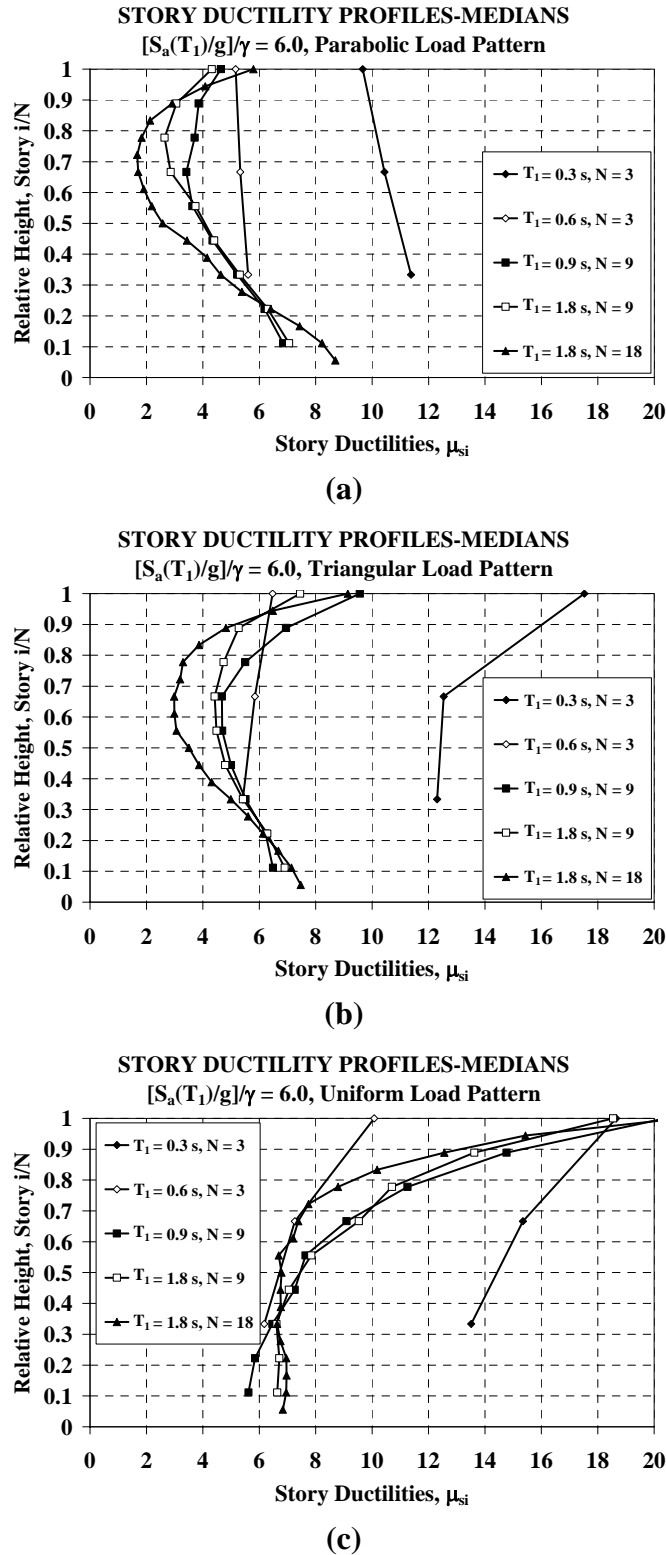 STORY DUCTILITY PROFILES-MEDIANS
[Sa(T1)/g]/γ = 6.0, Parabolic Load Pattern
Relative Height, Story i/N
1
0.9
0.8
0.7
0.6
0.5
0.4
0.3
0.2
0.1
0
T1 = 0.3 s, N = 3
T1 = 0.6 s, N = 3
T1 = 0.9 s, N = 9
T1 = 1.8 s, N = 9
T1 = 1.8 s, N = 18
0 2 4 6 8 10 12 14 16 18 20
Story Ductilities, μsi
(a)
STORY DUCTILITY PROFILES-MEDIANS
[Sa(T1)/g]/γ = 6.0, Triangular Load Pattern
Relative Height, Story i/N
1
0.9
0.8
0.7
0.6
0.5
0.4
0.3
0.2
0.1
0
T1 = 0.3 s, N = 3
T1 = 0.6 s, N = 3
T1 = 0.9 s, N = 9
T1 = 1.8 s, N = 9
T1 = 1.8 s, N = 18
0 2 4 6 8 10 12 14 16 18 20
Story Ductilities, μsi
(b)
STORY DUCTILITY PROFILES-MEDIANS
[Sa(T1)/g]/γ = 6.0, Uniform Load Pattern
Relative Height, Story i/N
1
0.9
0.8
0.7
0.6
0.5
0.4
0.3
0.2
0.1
0
T1 = 0.3 s, N = 3
T1 = 0.6 s, N = 3
T1 = 0.9 s, N = 9
T1 = 1.8 s, N = 9
T1 = 1.8 s, N = 18
0 2 4 6 8 10 12 14 16 18 20
Story Ductilities, μsi
(c)